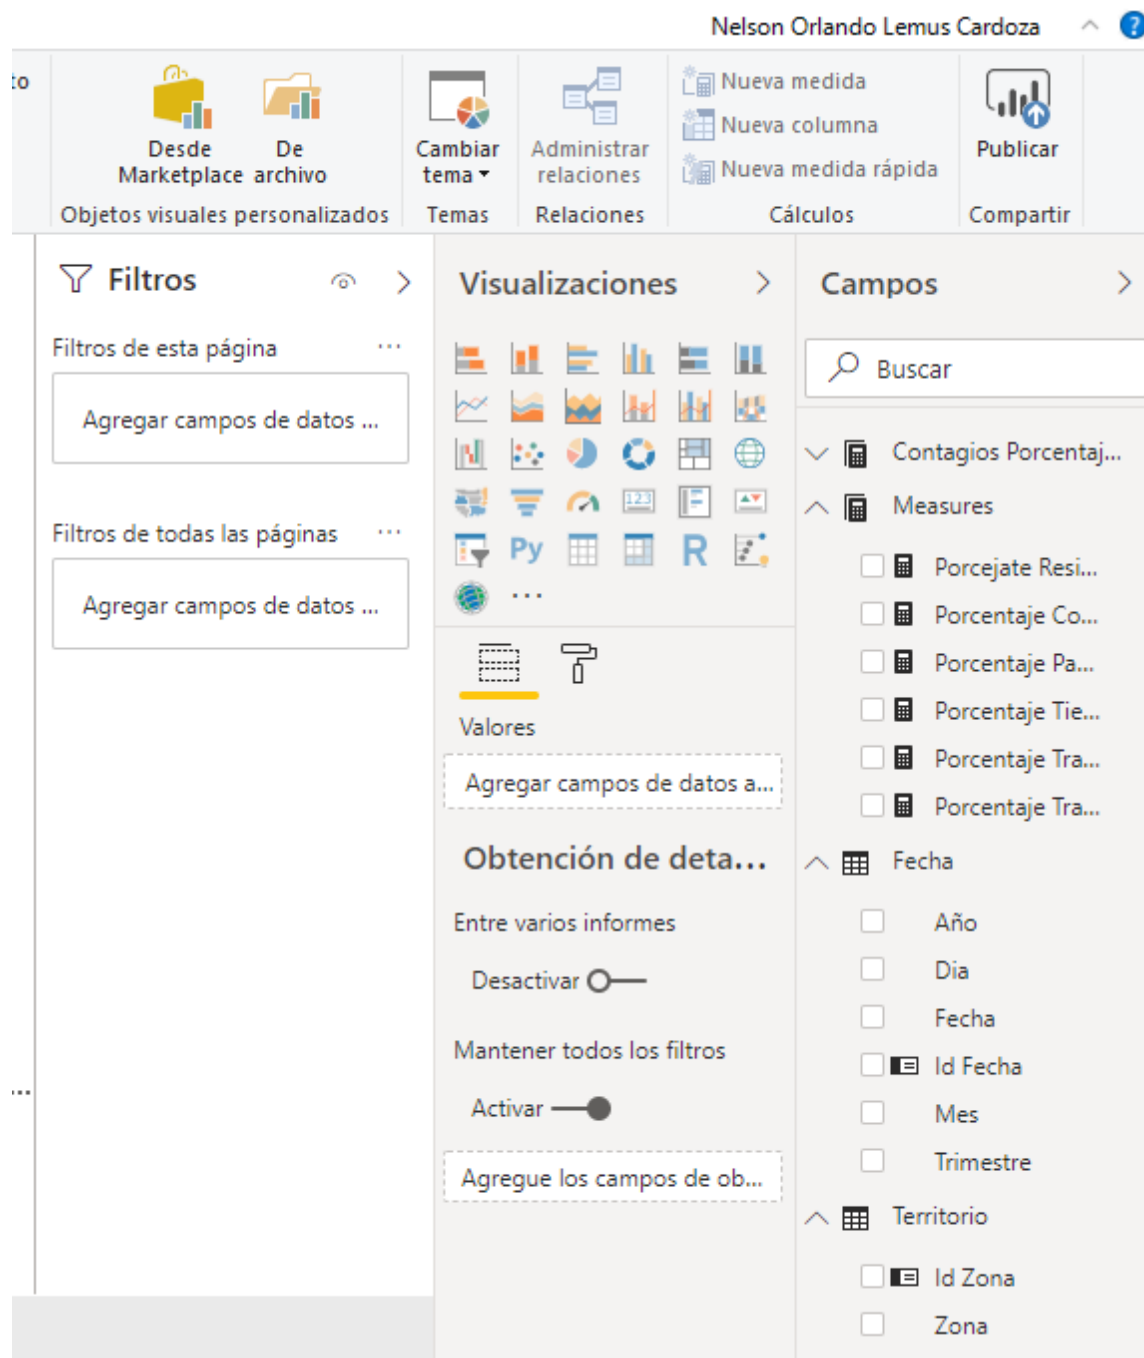 Nelson Orlando Lemus Cardoza
Nueva medida
Nueva columna
Nueva medida rápida
Desde
Marketplace
De
archivo
Cambiar
tema
Administrar
relaciones
Publicar
Objetos visuales personalizados
Temas
Relaciones
Cálculos
Compartir
Filtros
Filtros de esta página
Agregar campos de datos ...
Filtros de todas las páginas
Agregar campos de datos ...
Visualizaciones
123
Py
R
...
Valores
Agregar campos de datos a...
Obtención de deta...
Entre varios informes
Desactivar
Mantener todos los filtros
Activar
Agregue los campos de ob...
Campos
Buscar
Contagios Porcentaj...
Measures
Porcejate Resi...
Porcentaje Co...
Porcentaje Pa...
Porcentaje Tie...
Porcentaje Tra...
Porcentaje Tra...
Fecha
Año
Dia
Fecha
Id Fecha
Mes
Trimestre
Territorio
Id Zona
Zona